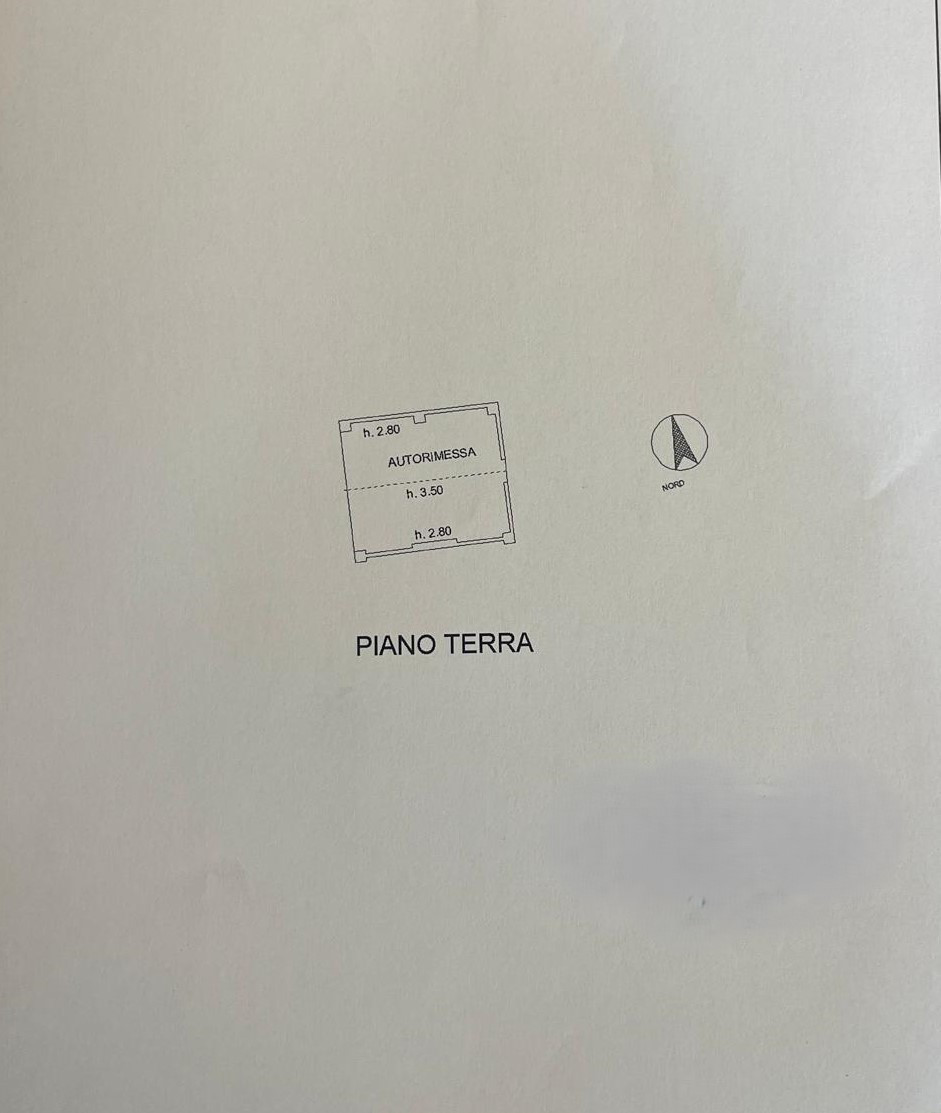 h. 2.80
AUTORIMESSA
h. 3.50
h. 2.80
NORD
PIANO TERRA